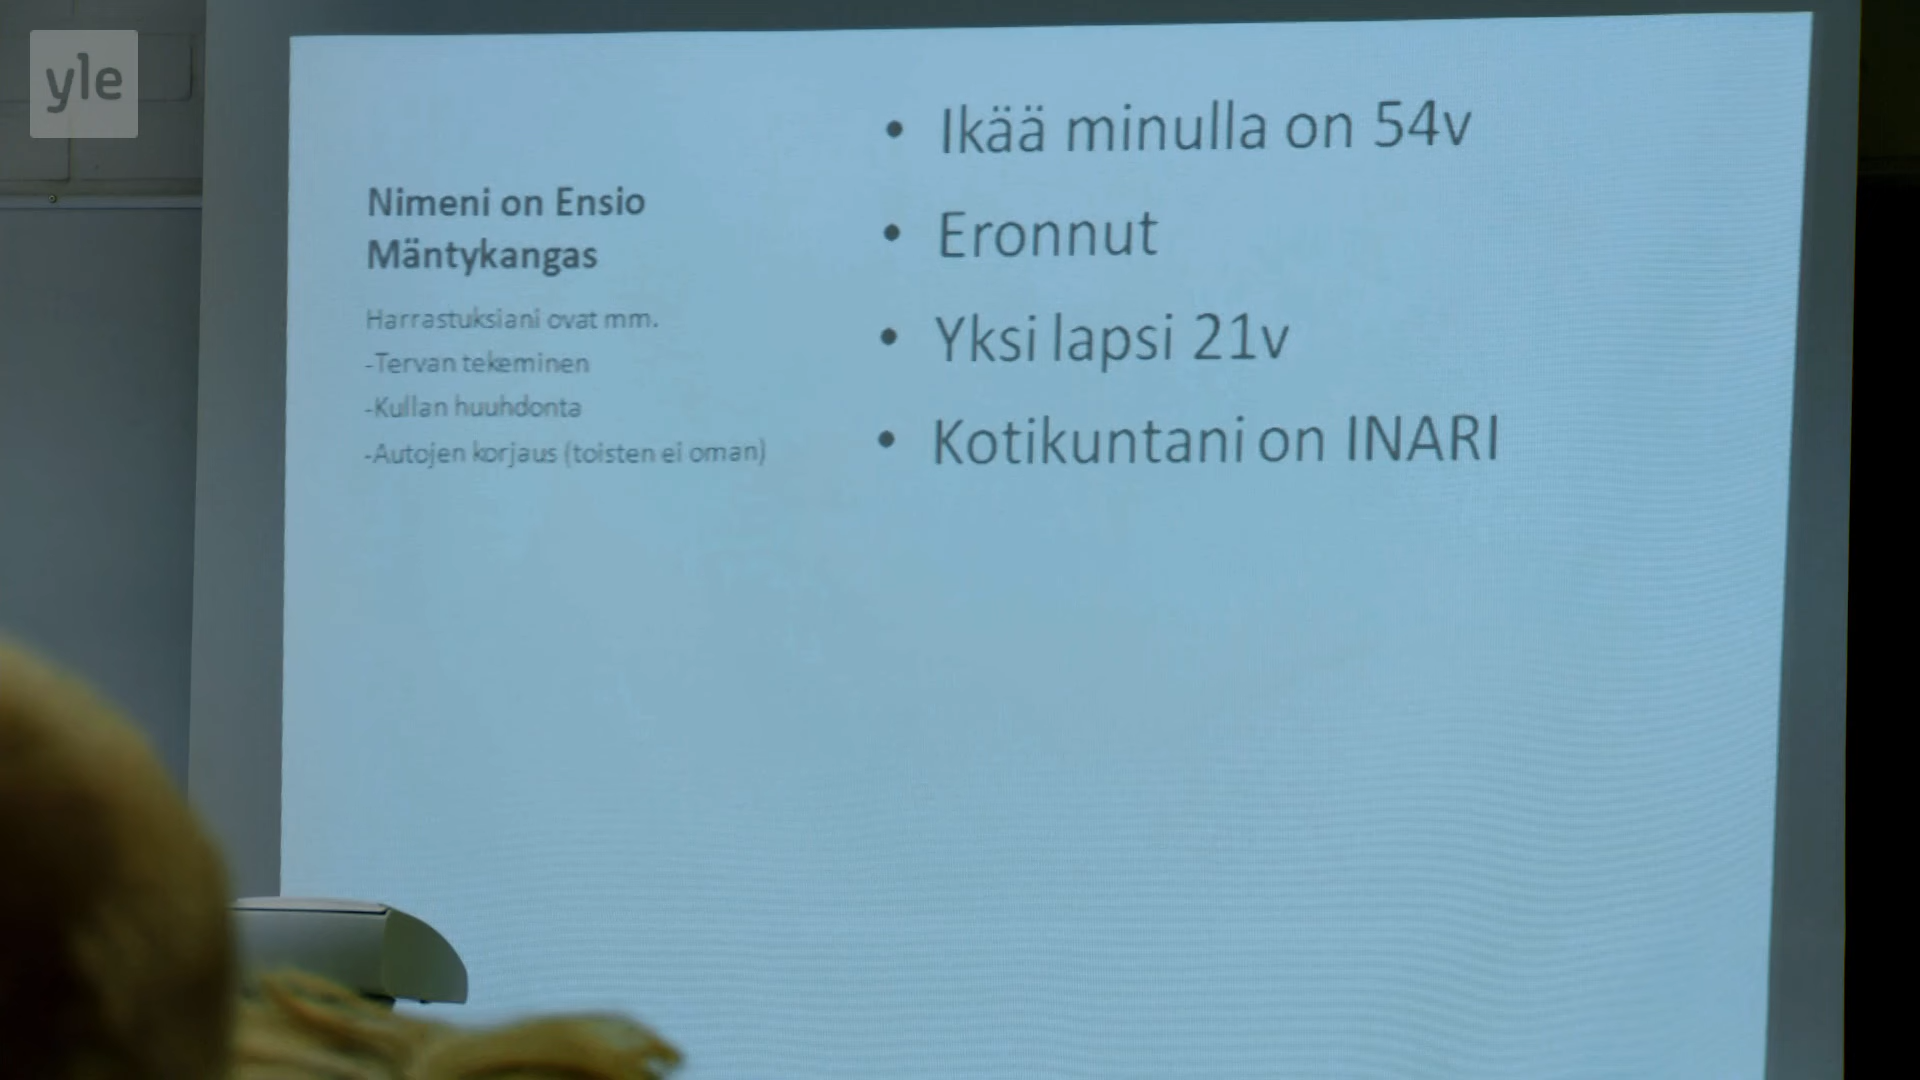 yle
Nimeni on Ensio
Mäntykangas
Harrastuksiani ovat mm.
-Tervan tekeminen
-Kullan huuhdonta
-Autojen korjaus (toisten ei oman)
• Ikää minulla on 54v
• Eronnut
• Yksi lapsi 21v
• Kotikuntani on INARI